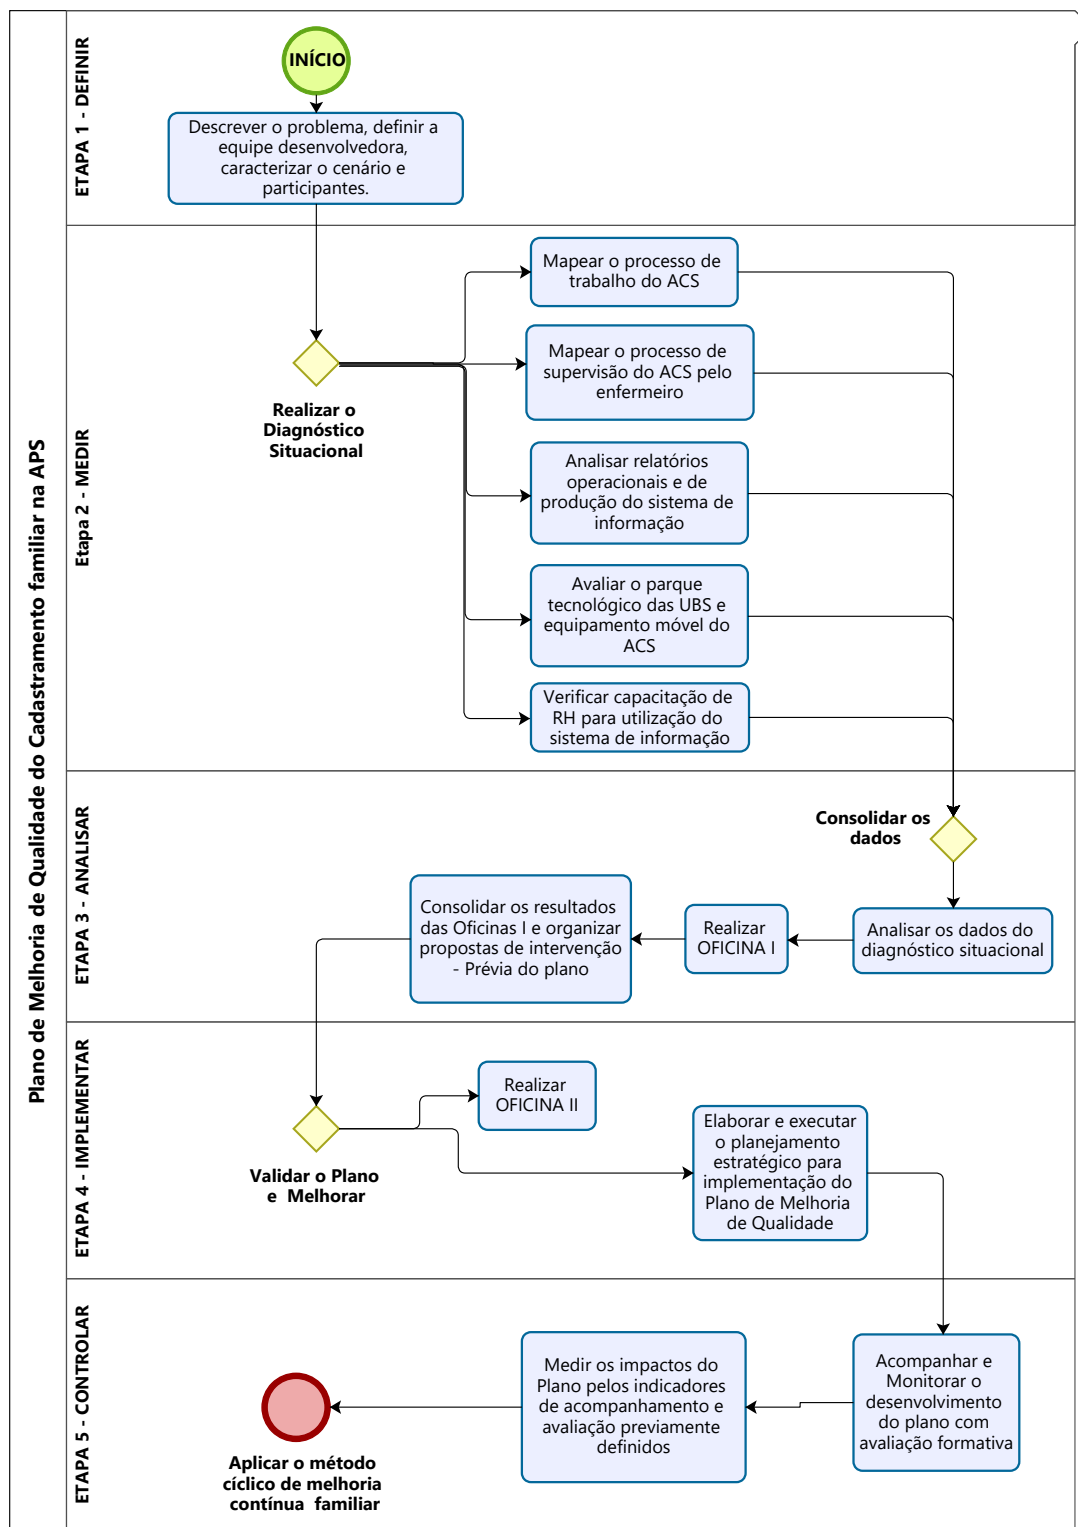 Plano de Melhoria de Qualidade do Cadastramento familiar na APS
ETAPA 1 - DEFINIR
INÍCIO
Descrever o problema, definir a
equipe desenvolvedora,
caracterizar o cenário e
participantes.
Etapa 2 - MEDIR
Realizar o
Diagnóstico
Situacional
Mapear o processo de
trabalho do ACS
Mapear o processo de
supervisão do ACS pelo
enfermeiro
Analisar relatórios
operacionais e de
produção do sistema de
informação
Avaliar o parque
tecnológico das UBS e
equipamento móvel do
ACS
Verificar capacitação de
RH para utilização do
sistema de informação
ETAPA 3 - ANALISAR
Consolidar os
dados
Analisar os dados do
diagnóstico situacional
Realizar
OFICINA I
Consolidar os resultados
das Oficinas I e organizar
propostas de intervenção
- Prévia do plano
ETAPA 4 - IMPLEMENTAR
Validar o Plano
e Melhorar
Realizar
OFICINA II
Elaborar e executar
o planejamento
estratégico para
implementação do
Plano de Melhoria
de Qualidade
ETAPA 5 - CONTROLAR
Acompanhar e
Monitorar o
desenvolvimento
do plano com
avaliação formativa
Medir os impactos do
Plano pelos indicadores
de acompanhamento e
avaliação previamente
definidos
Aplicar o método
cíclico de melhoria
contínua familiar